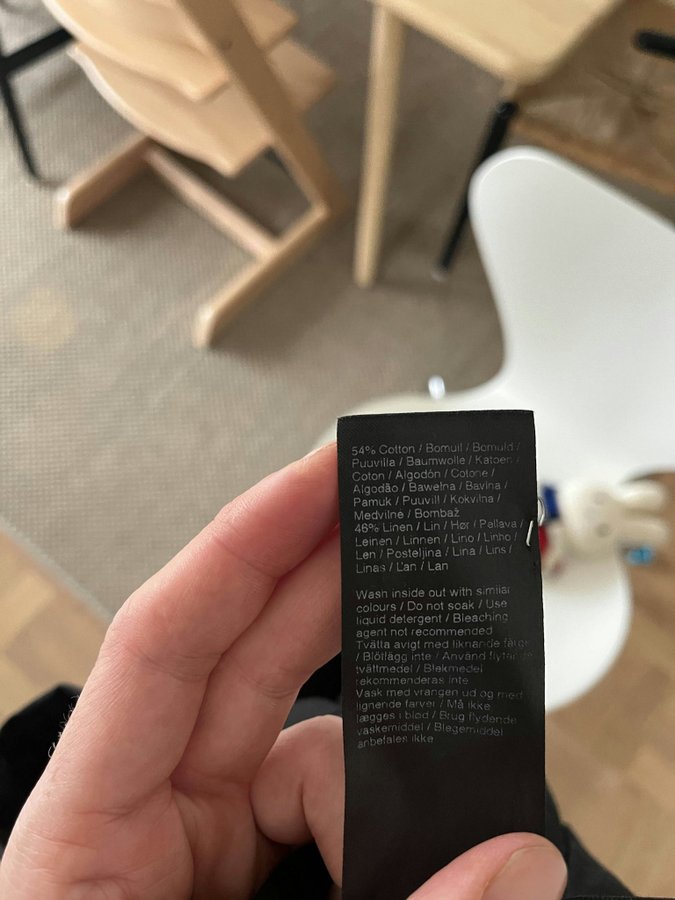 54% Cotton / Bomull / Bomuld /
Puuvilla / Baumwolle / Katoen /
Coton / Algodón / Cotone /
Algodão / Bawełna / Bavlna /
Pamuk / Puuvill / Kokvilna /
Medvilnė / Bombaž
46% Linen / Lin / Hør / Pellava /
Leinen / Linnen / Lino / Linho /
Len / Posteljina / Lina / Lins /
Linas / Ľan / Lan
Wash inside out with similar
colours / Do not soak / Use
liquid detergent / Bleaching
agent not recommended
Tvätta avigt med liknande färger
/ Blötlägg inte / Använd flytande
tvättmedel / Blekmedel
rekommenderas inte
Vask med vrangen ud og med
lignende farver / Må ikke
lægges i blød / Brug flydende
vaskemiddel / Blegemiddel
anbefales ikke